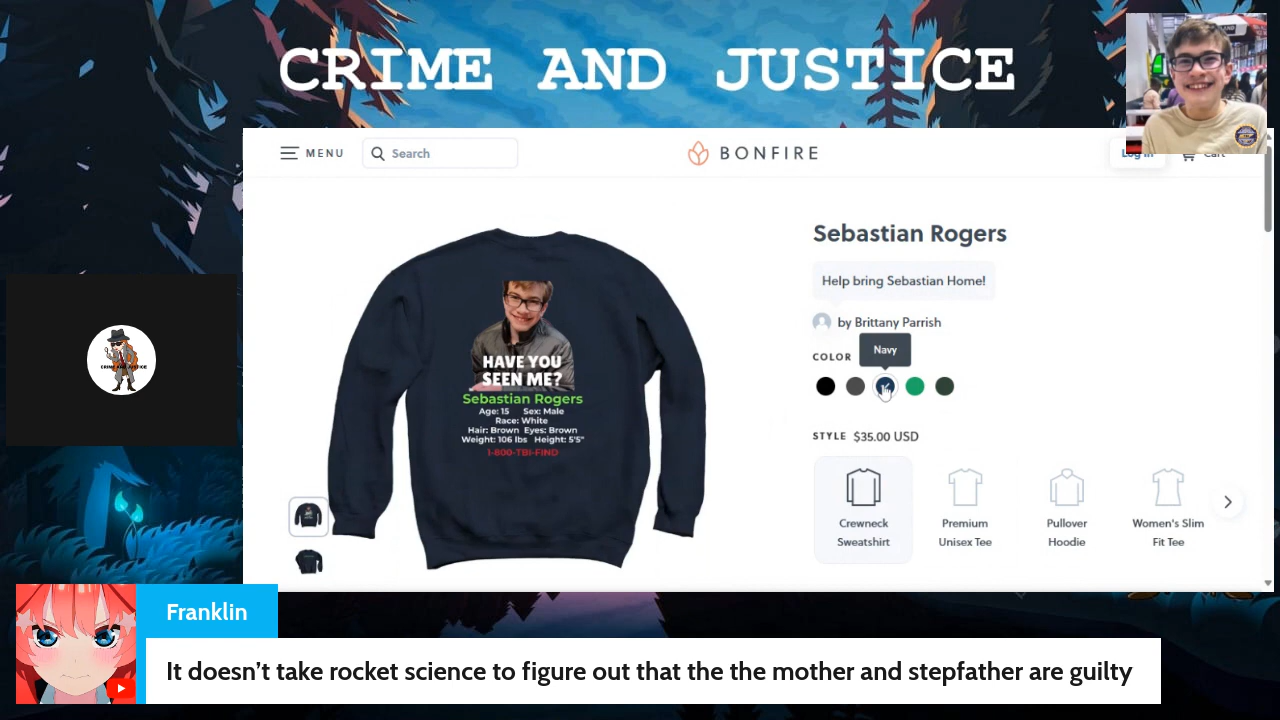 CRIME AND JUSTICE
MENU
Search
BONFIRE
Log In
Cart
Sebastian Rogers
Help bring Sebastian Home!
by Brittany Parrish
COLOR
Navy
STYLE $35.00 USD
Crewneck
Sweatshirt
Premium
Unisex Tee
Pullover
Hoodie
Women's Slim
Fit Tee
HAVE YOU
SEEN ME?
Sebastian Rogers
Age: 15 Sex: Male
Race: White
Hair: Brown Eyes: Brown
Weight: 106 lbs Height: 5'5"
1-800-TBI-FIND
CRIME AND JUSTICE
Franklin
It doesn't take rocket science to figure out that the the mother and stepfather are guilty